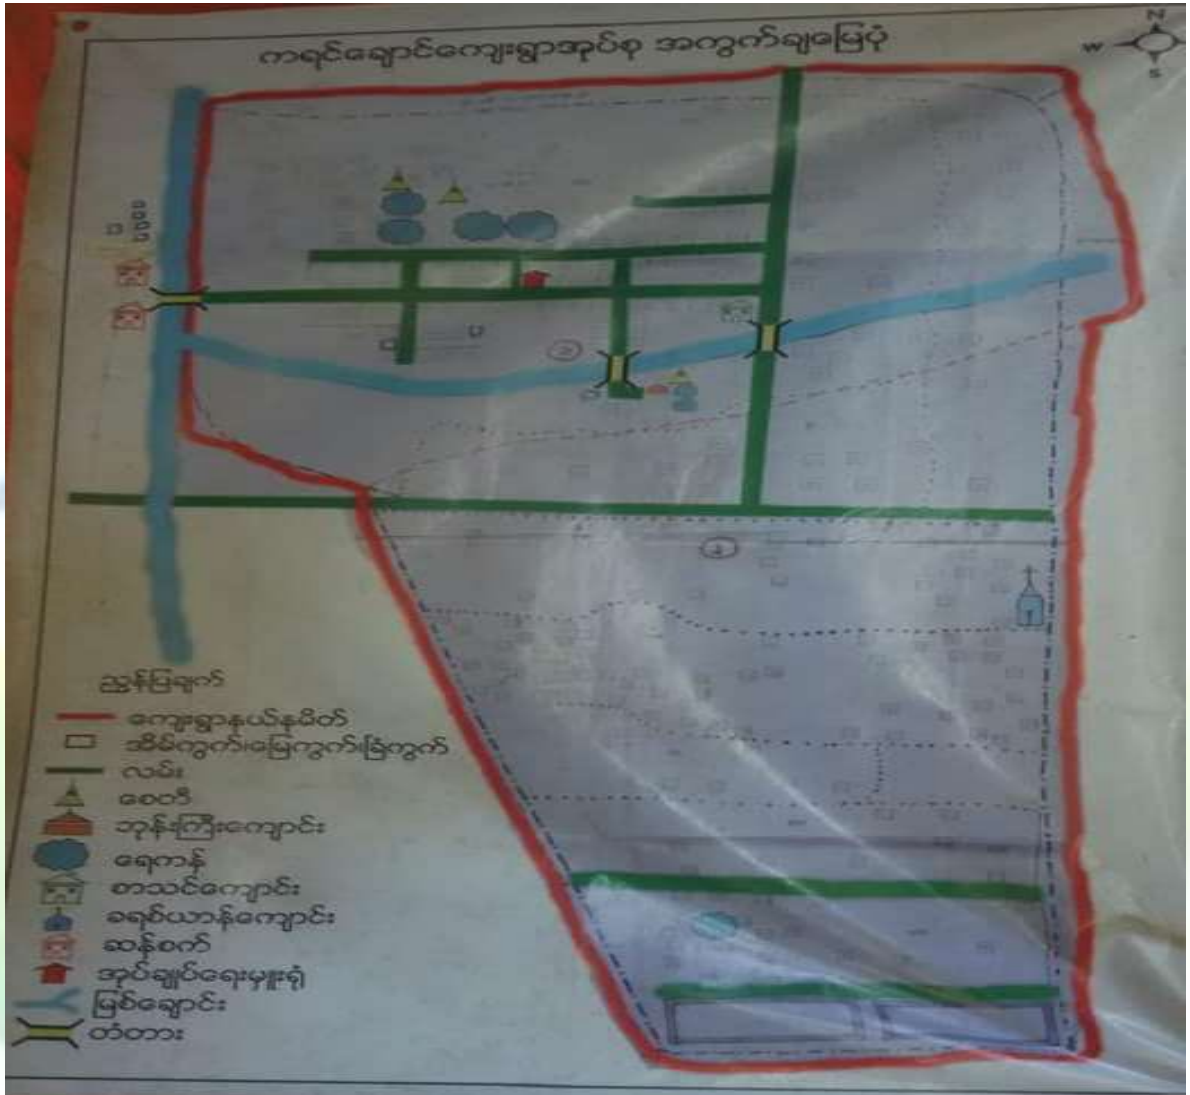 ကရင်ချောင်ကျေးရွာအုပ်စု အကွက်ချမြေပုံ
N
W
S
ညွှန်ပြချက်
ကျေးရွာနယ်နမိတ်
အိမ်ကွက်၊မြေကွက်၊ခြံကွက်
လမ်း
စေတီ
ဘုန်းကြီးကျောင်း
ရေကန်
စာသင်ကျောင်း
ခရစ်ယာန်ကျောင်း
ဆန်စက်
အုပ်ချုပ်ရေးမှူးရုံး
မြစ်ချောင်း
တံတား